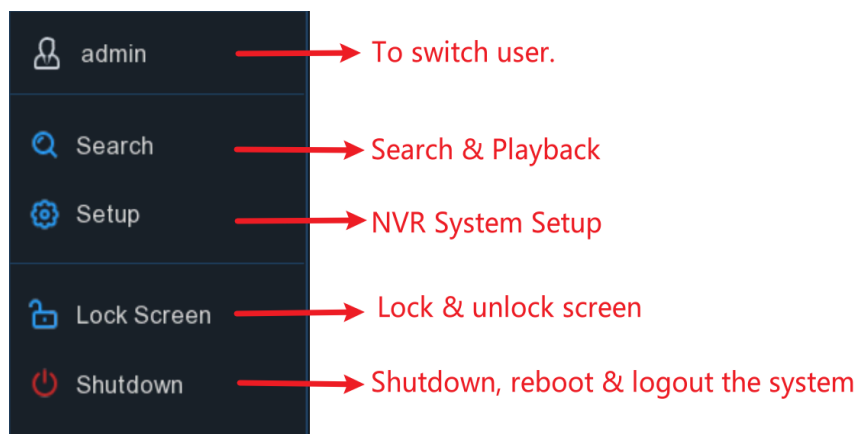 admin To switch user.
Search Search & Playback
Setup NVR System Setup
Lock Screen Lock & unlock screen
Shutdown Shutdown, reboot & logout the system